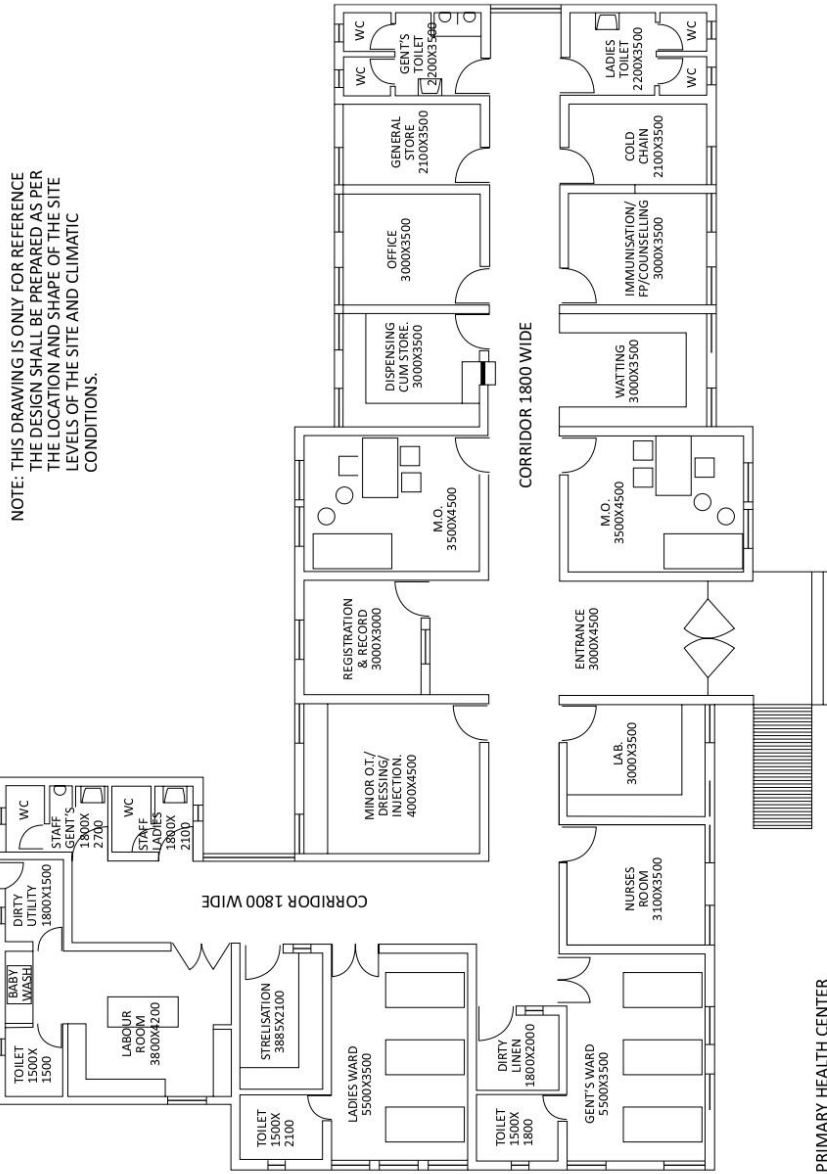 NOTE: THIS DRAWING IS ONLY FOR REFERENCE
THE DESIGN SHALL BE PREPARED AS PER
THE LOCATION AND SHAPE OF THE SITE
LEVELS OF THE SITE AND CLIMATIC
CONDITIONS.
TOILET
1500X
1500
BABY
WASH
DIRTY
UTILITY
1800X1500
WC
STAFF
GENT'S
1800X
2700
WC
STAFF
LADIES
1800X
2100
LABOUR
ROOM
3800X4200
CORRIDOR 1800 WIDE
TOILET
1500X
2100
STRELISATION
3885X2100
LADIES WARD
5500X3500
TOILET
1500X
1800
DIRTY
LINEN
1800X2000
GENT'S WARD
5500X3500
NURSES
ROOM
3100X3500
LAB.
3000X3500
MINOR O.T./
DRESSING/
INJECTION.
4000X4500
REGISTRATION
& RECORD
3000X3000
ENTRANCE
3000X4500
M.O.
3500X4500
M.O.
3500X4500
CORRIDOR 1800 WIDE
DISPENSING
CUM STORE.
3000X3500
WATTING
3000X3500
OFFICE
3000X3500
IMMUNISATION/
FP/COUNSELLING
3000X3500
GENERAL
STORE
2100X3500
COLD
CHAIN
2100X3500
WC
WC
GENT'S
TOILET
2200X3500
LADIES
TOILET
2200X3500
WC
WC
PRIMARY HEALTH CENTER